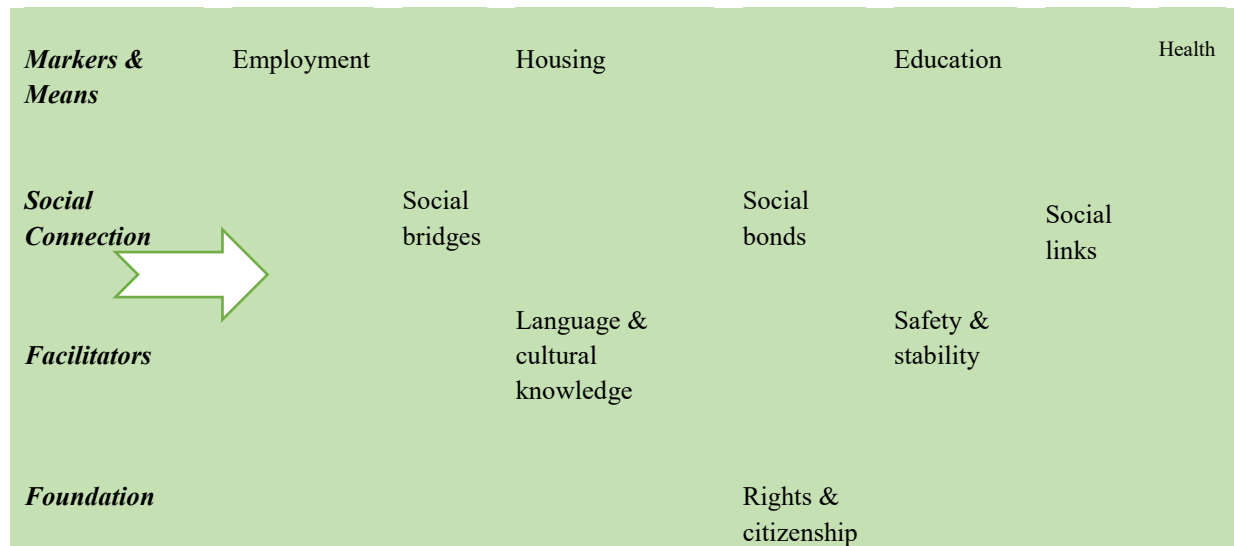 Markers &
Means
Employment
Housing
Education
Health
Social
Connection
Social
bridges
Social
bonds
Social
links
Facilitators
Language &
cultural
knowledge
Safety &
stability
Foundation
Rights &
citizenship